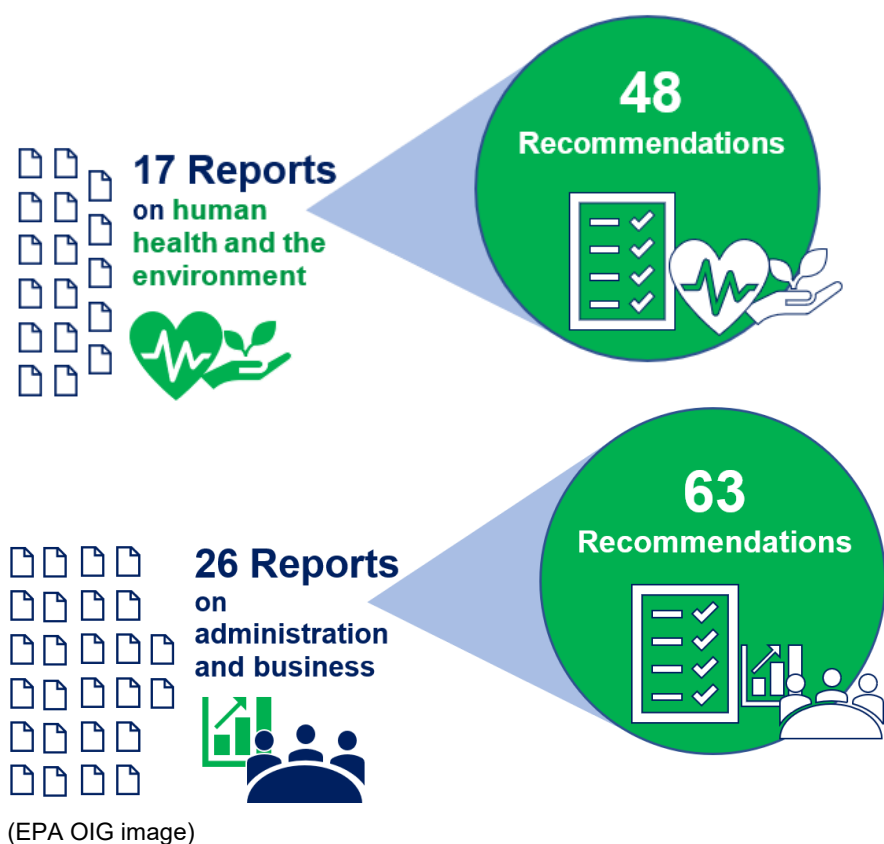 48
Recommendations
17 Reports
on human
health and the
environment
63
Recommendations
26 Reports
on
administration
and business
(EPA OIG image)